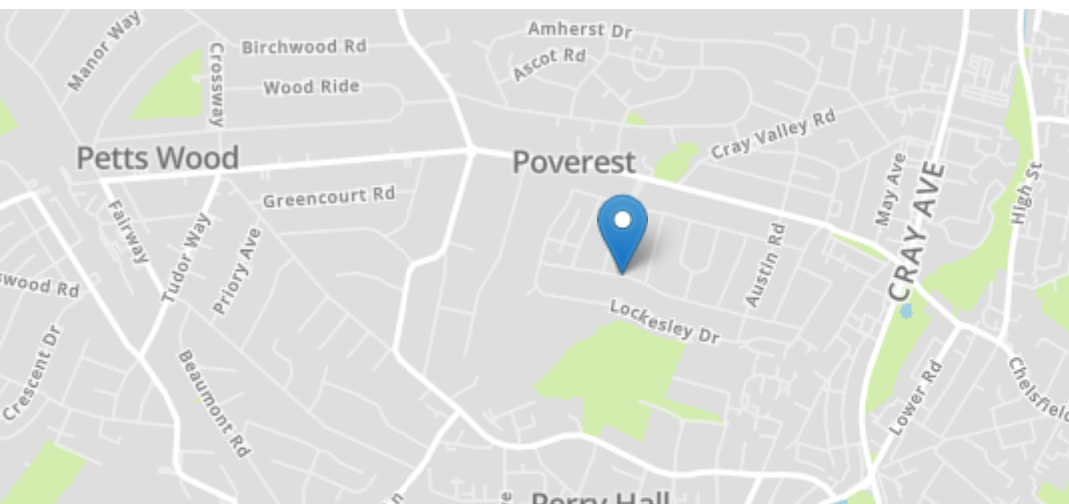 Manor Way
Crossway
Birchwood Rd
Wood Ride
Amherst Dr
Ascot Rd
Cray Valley Rd
Petts Wood
Poverest
Greencourt Rd
May Ave
CRAY AVE
High St
Fairway
Tudor Way
Priory Ave
Austin Rd
swood Rd
Lockesley Dr
Crescent Dr
Beaumont Rd
Lower Rd
Chelsfield
Perry Hall